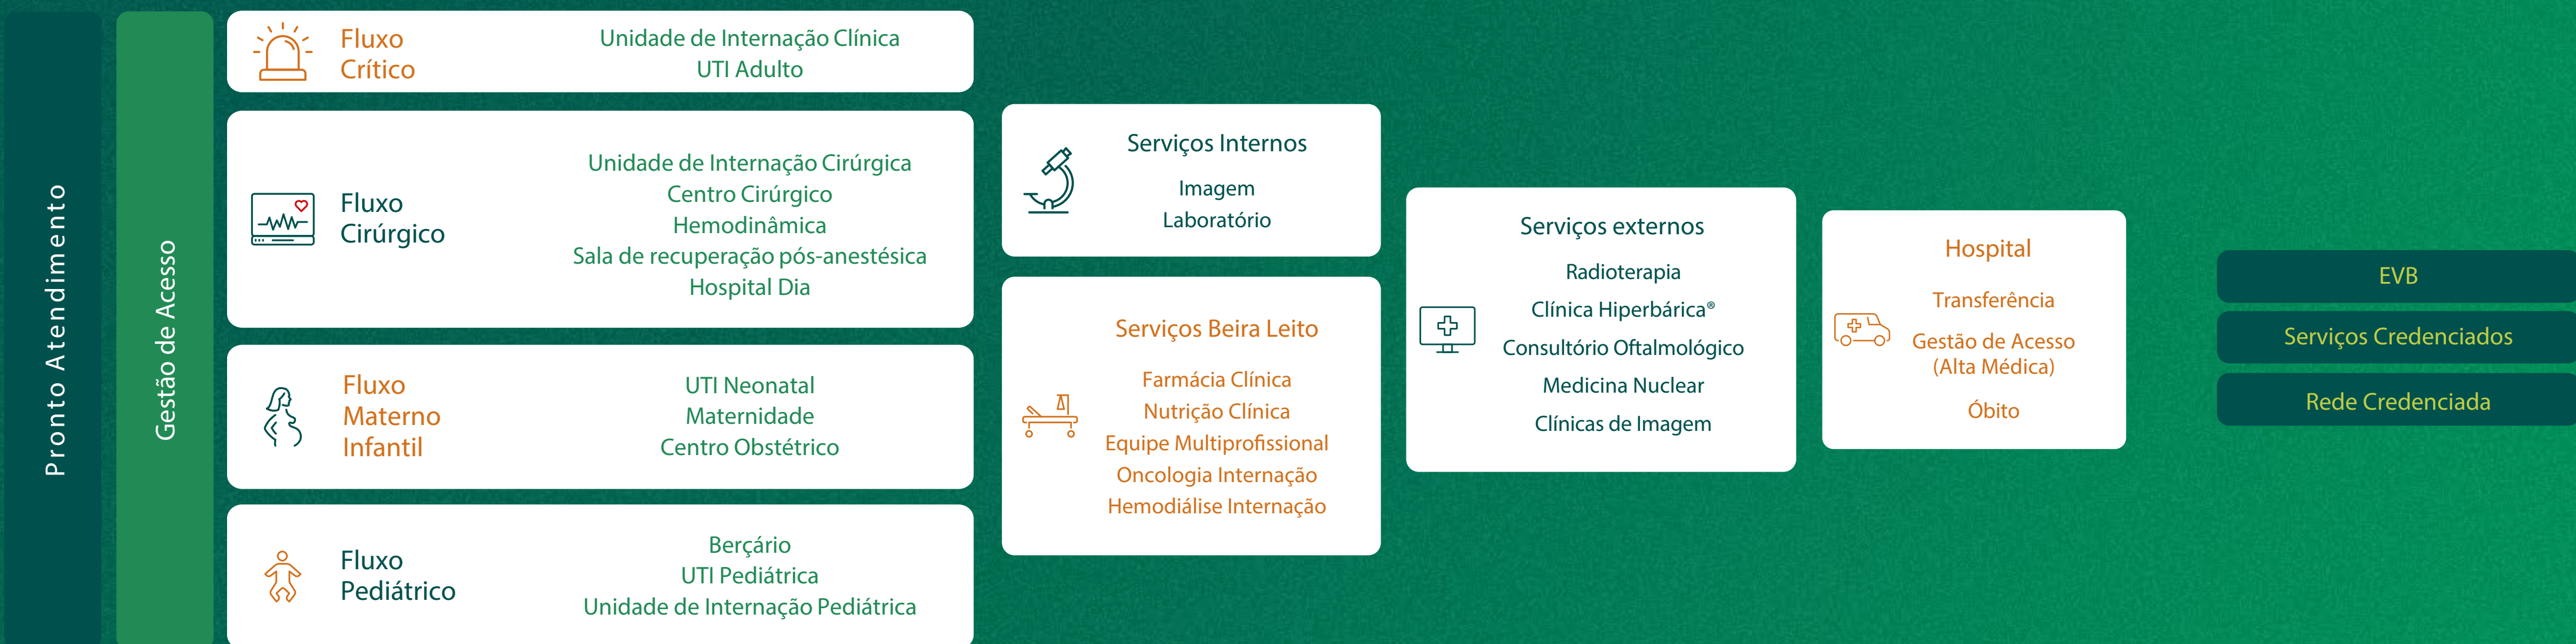 Pronto Atendimento
Gestão de Acesso
Fluxo
Crítico
Unidade de Internação Clínica
UTI Adulto
Fluxo
Cirúrgico
Unidade de Internação Cirúrgica
Centro Cirúrgico
Hemodinâmica
Sala de recuperação pós-anestésica
Hospital Dia
Fluxo
Materno
Infantil
UTI Neonatal
Maternidade
Centro Obstétrico
Fluxo
Pediátrico
Berçário
UTI Pediátrica
Unidade de Internação Pediátrica
Serviços Internos
Imagem
Laboratório
Serviços Beira Leito
Farmácia Clínica
Nutrição Clínica
Equipe Multiprofissional
Oncologia Internação
Hemodiálise Internação
Serviços externos
Radioterapia
Clínica Hiperbárica®
Consultório Oftalmológico
Medicina Nuclear
Clínicas de Imagem
Hospital
Transferência
Gestão de Acesso
(Alta Médica)
Óbito
EVB
Serviços Credenciados
Rede Credenciada